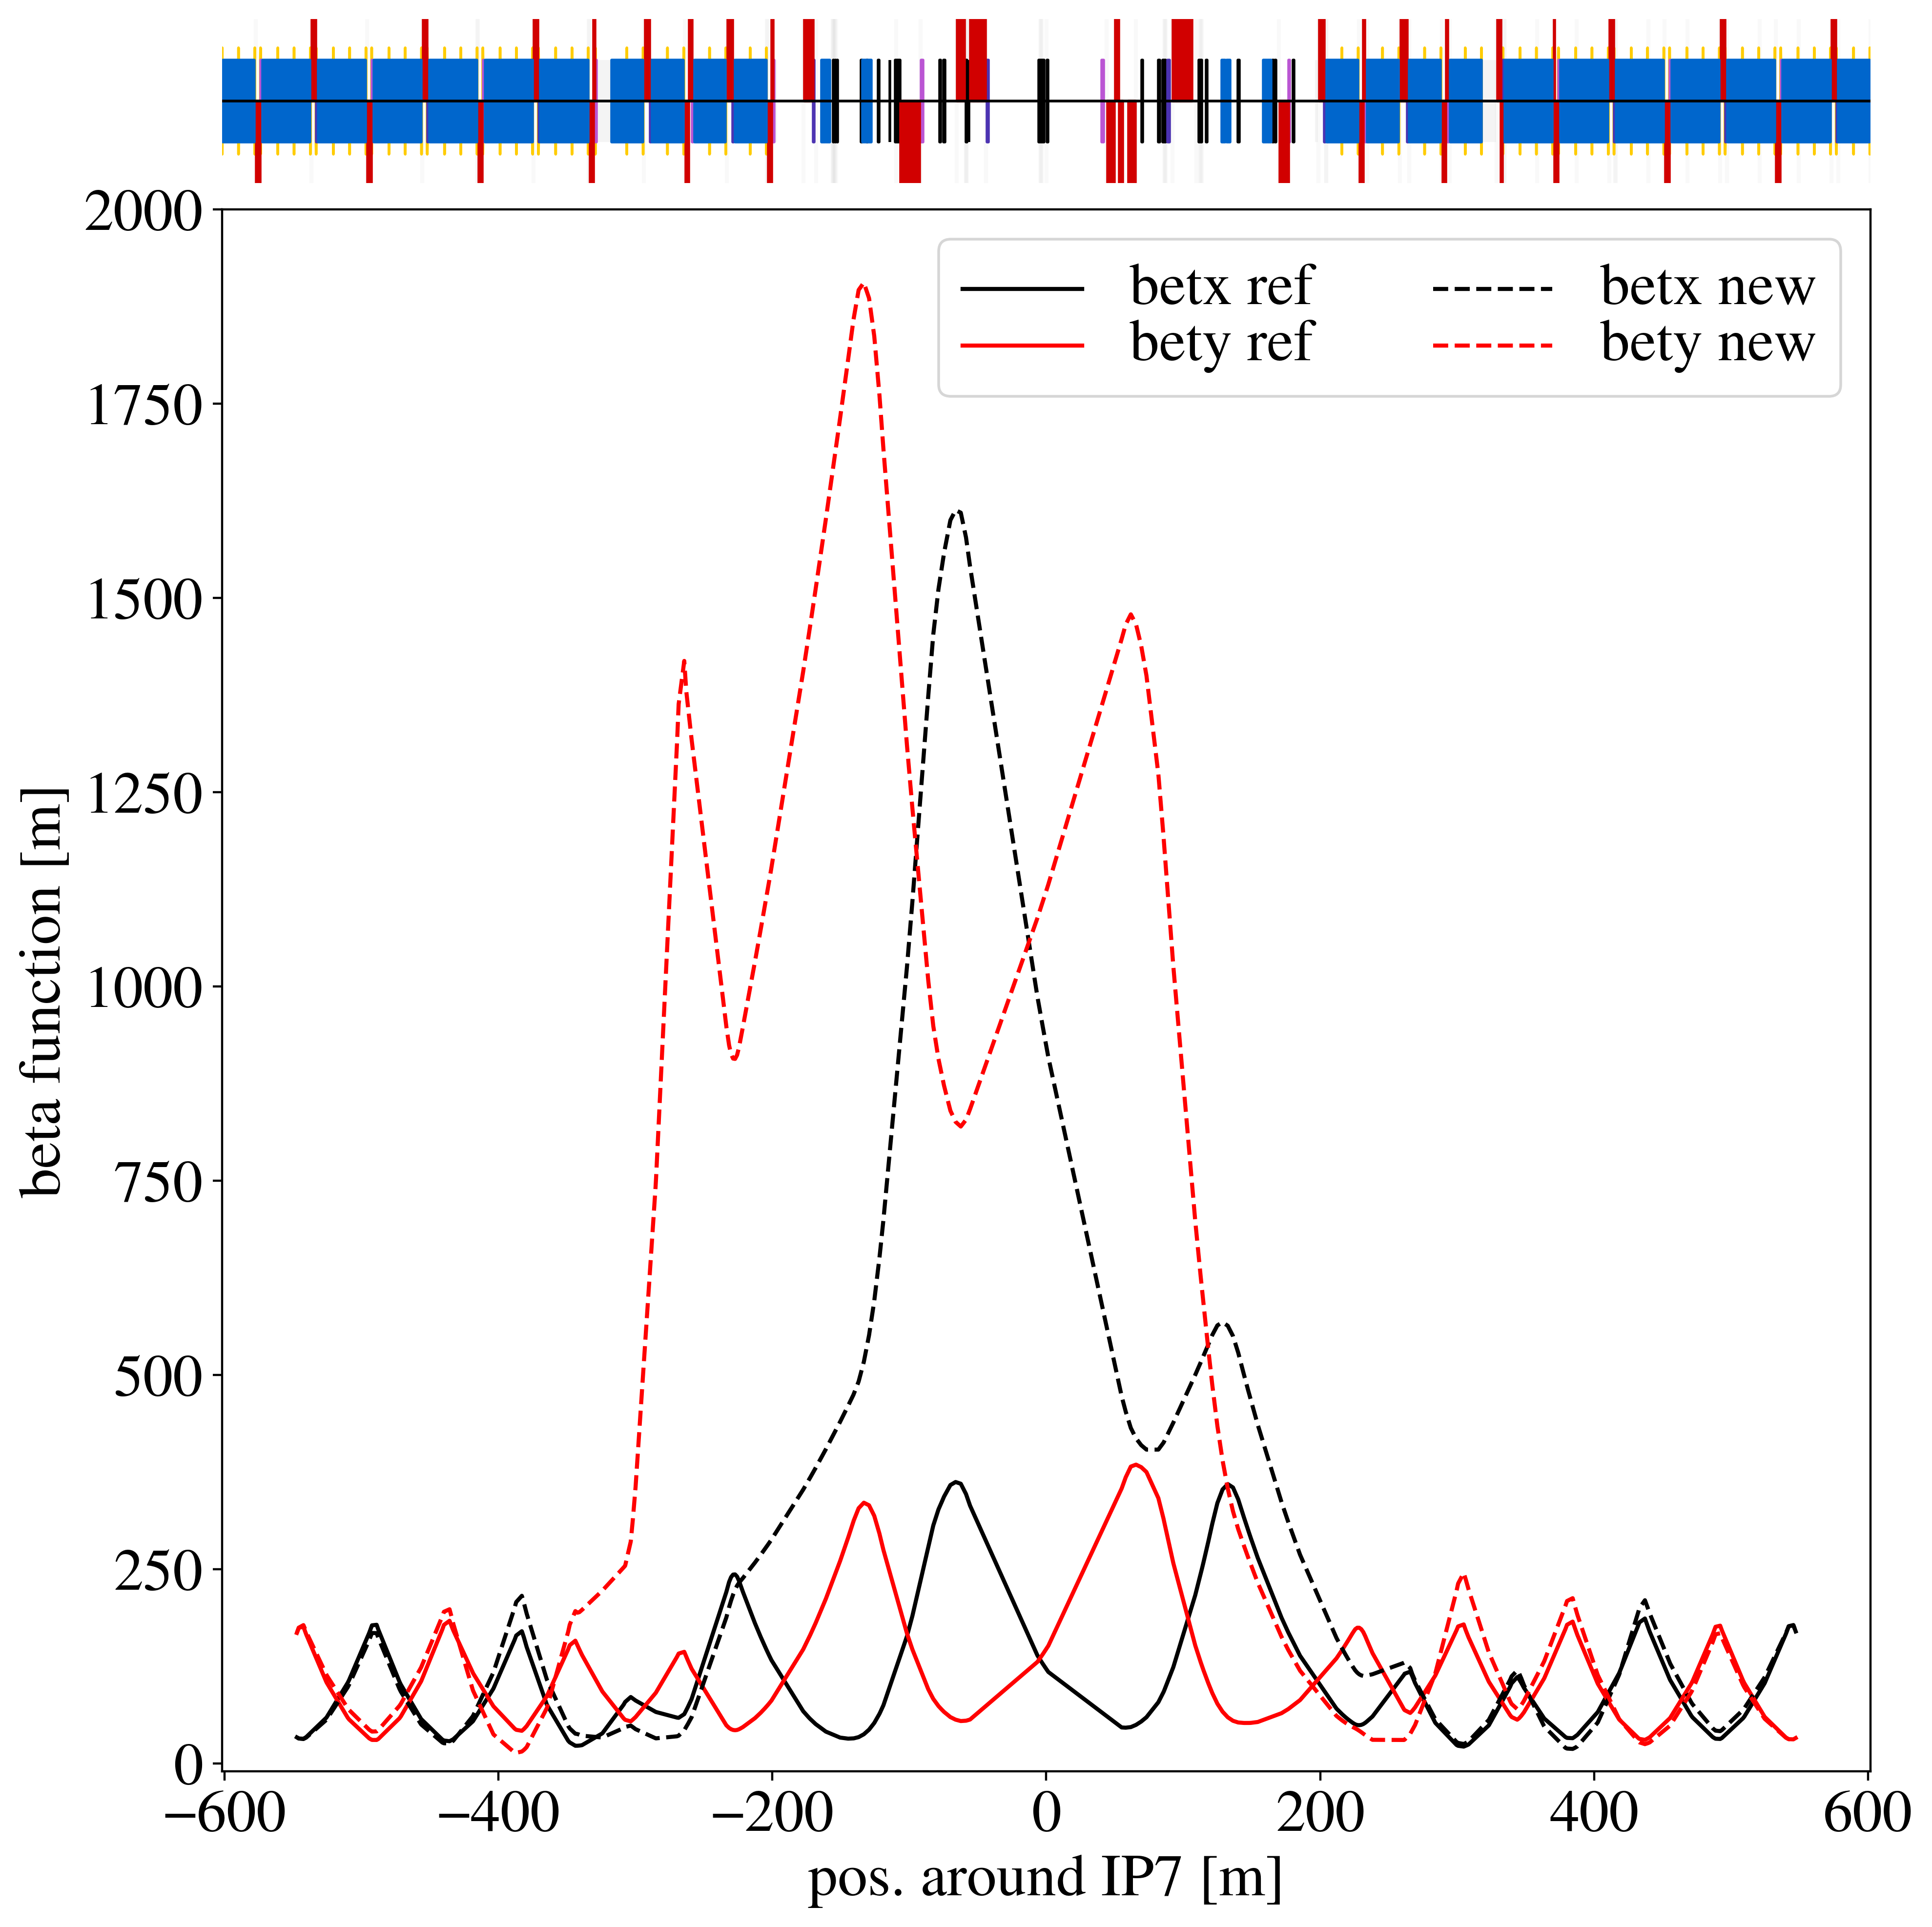 2000
1750
1500
1250
1000
750
500
250
0
beta function [m]
betx ref
bety ref
betx new
bety new
−600
−400
−200
0
200
400
600
pos. around IP7 [m]